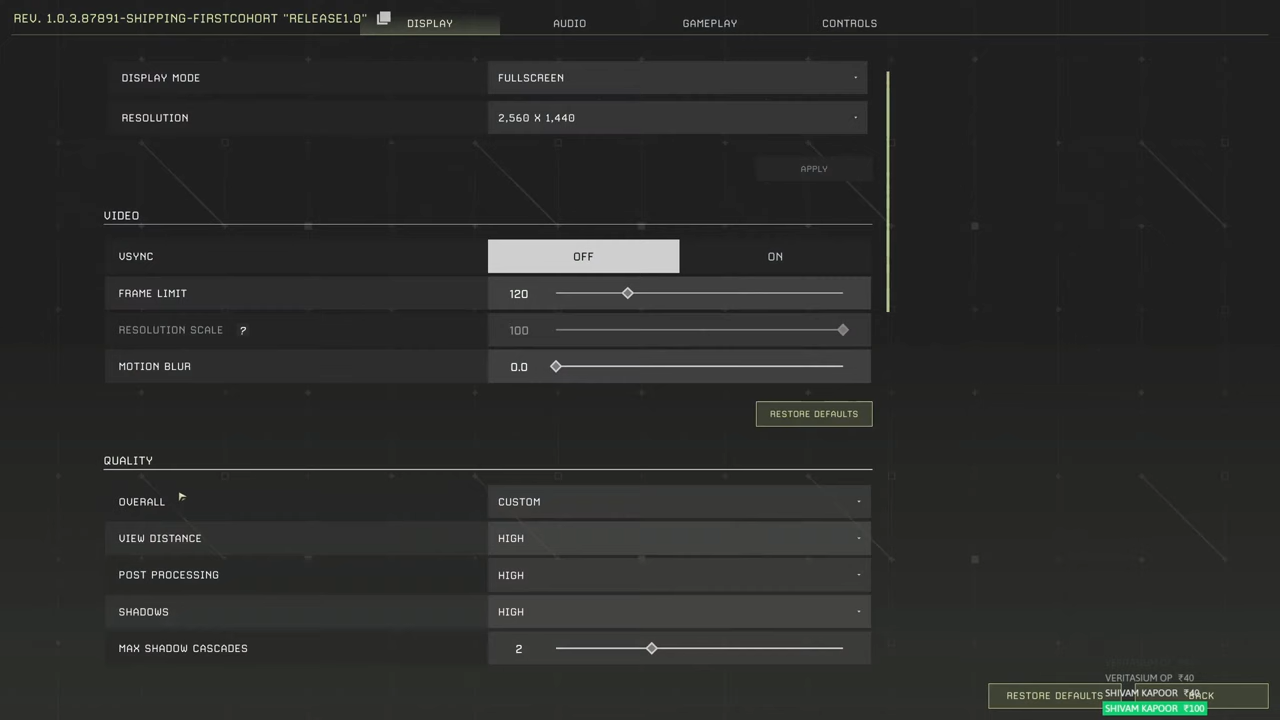 REV. 1.0.3.87891-SHIPPING-FIRSTCOHORT "RELEASE1.0"
DISPLAY AUDIO GAMEPLAY CONTROLS
DISPLAY MODE FULLSCREEN
RESOLUTION 2,560 X 1,440
APPLY
VIDEO
VSYNC OFF ON
FRAME LIMIT 120
RESOLUTION SCALE ? 100
MOTION BLUR 0.0
RESTORE DEFAULTS
QUALITY
OVERALL CUSTOM
VIEW DISTANCE HIGH
POST PROCESSING HIGH
SHADOWS HIGH
MAX SHADOW CASCADES 2
VERITASIUM OP ₹40
RESTORE DEFAULTS BACK
SHIVAM KAPOOR ₹40
SHIVAM KAPOOR ₹100